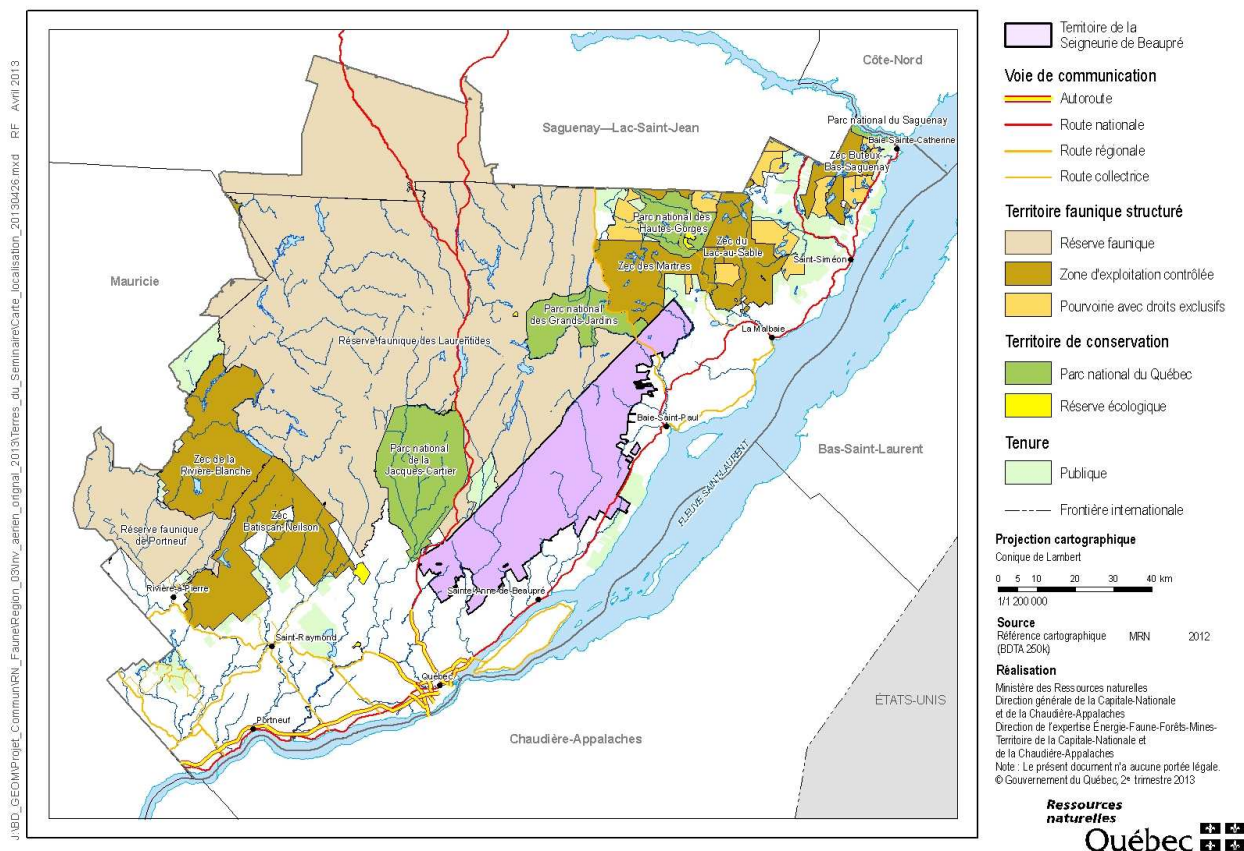 J:\BD_GEOM\Projet_Commun\RNI_Faune\Region_03\Inv_aerien_orignal_2013\Terres_du_Seminaire\Carte_localisation_20130426.mxd RF Avril 2013
Côte-Nord
Saguenay—Lac-Saint-Jean
Parc national du Saguenay
Baie-Sainte-Catherine
Zec Buteux-
Bas-Saguenay
Parc national des
Hautes-Gorges
Zec du
Lac-au-Sable
Saint-Siméon
Zec des Martres
Mauricie
Parc national
des Grands-Jardins
La Malbaie
Réserve faunique des Laurentides
Baie-Saint-Paul
Bas-Saint-Laurent
Parc national
de la
Jacques-Cartier
Zec de la
Rivière-Blanche
FLEUVE SAINT-LAURENT
Zec
Batiscan-Neilson
Réserve faunique
de Portneuf
Rivière-à-Pierre
Sainte-Anne-de-Beaupré
Saint-Raymond
Québec
Portneuf
Chaudière-Appalaches
ÉTATS-UNIS
Territoire de la
Seigneurie de Beaupré
Voie de communication
Autoroute
Route nationale
Route régionale
Route collectrice
Territoire faunique structuré
Réserve faunique
Zone d'exploitation contrôlée
Pourvoirie avec droits exclusifs
Territoire de conservation
Parc national du Québec
Réserve écologique
Tenure
Publique
Frontière internationale
Projection cartographique
Conique de Lambert
0 5 10 20 30 40 km
1/1 200 000
Source
Référence cartographique MRN 2012
(BDTA 250k)
Réalisation
Ministère des Ressources naturelles
Direction générale de la Capitale-Nationale
et de la Chaudière-Appalaches
Direction de l'expertise Énergie-Faune-Forêts-Mines-
Territoire de la Capitale-Nationale et
de la Chaudière-Appalaches
Note : Le présent document n'a aucune portée légale.
© Gouvernement du Québec, 2e trimestre 2013
Ressources
naturelles
Québec